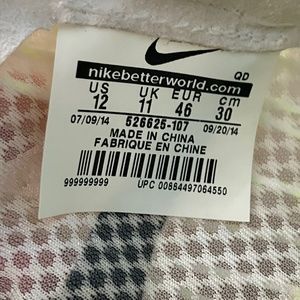 QD
nikebetterworld.com
US UK EUR cm
12 11 46 30
07/09/14 526625-107 09/20/14
MADE IN CHINA
FABRIQUE EN CHINE
999999999 UPC 00884497064550